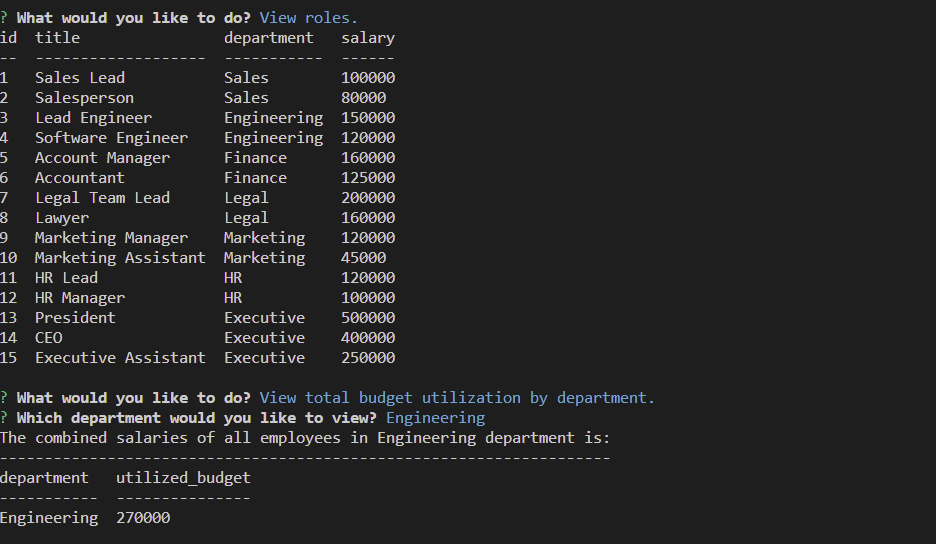 ? What would you like to do? View roles.
id  title                department   salary
--  -------------------  -----------  ------
1   Sales Lead           Sales        100000
2   Salesperson          Sales        80000
3   Lead Engineer        Engineering  150000
4   Software Engineer    Engineering  120000
5   Account Manager      Finance      160000
6   Accountant           Finance      125000
7   Legal Team Lead      Legal        200000
8   Lawyer               Legal        160000
9   Marketing Manager    Marketing    120000
10  Marketing Assistant  Marketing    45000
11  HR Lead              HR           120000
12  HR Manager           HR           100000
13  President            Executive    500000
14  CEO                  Executive    400000
15  Executive Assistant  Executive    250000
? What would you like to do? View total budget utilization by department.
? Which department would you like to view? Engineering
The combined salaries of all employees in Engineering department is:
--------------------------------------------------------------------
department   utilized_budget
-----------  ---------------
Engineering  270000